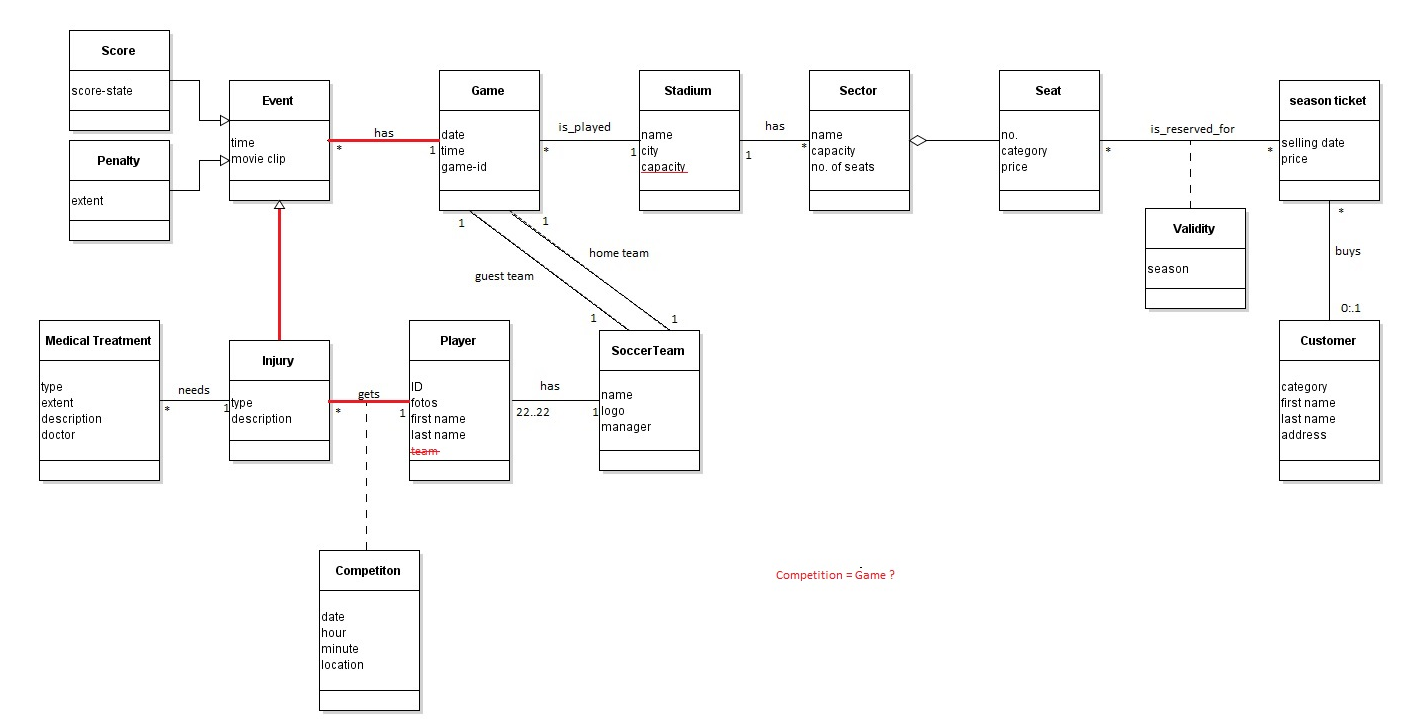 Score
score-state
Penalty
extent
Event
time
movie clip
has
*
1
Game
date
time
game-id
is_played
*
1
Stadium
name
city
capacity
has
1
*
Sector
name
capacity
no. of seats
Seat
no.
category
price
is_reserved_for
*
*
season ticket
selling date
price
Validity
season
*
buys
0:.1
Customer
category
first name
last name
address
1
guest team
1
1
home team
1
Medical Treatment
type
extent
description
doctor
needs
*
1
Injury
type
description
gets
*
1
Player
ID
fotos
first name
last name
team
has
22..22
1
SoccerTeam
name
logo
manager
Competiton
date
hour
minute
location
Competition = Game ?